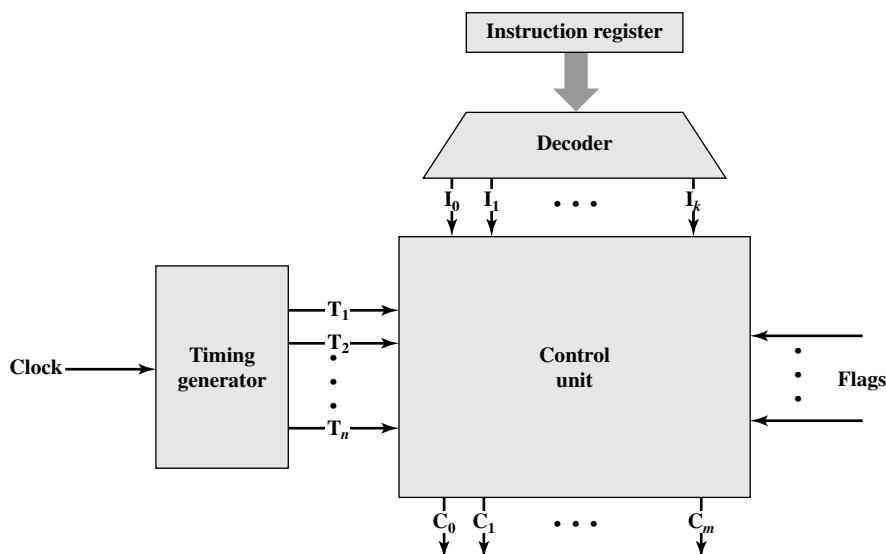 Instruction register
Decoder
I0 I1 • • • Ik
Clock
Timing
generator
T1
T2
•
•
•
Tn
Control
unit
•
•
•
Flags
C0 C1 • • • Cm